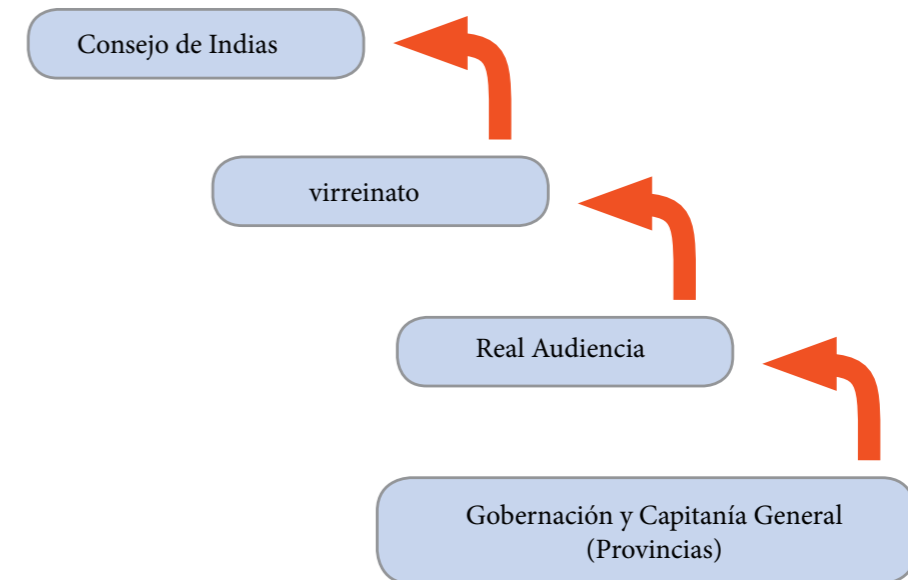 Consejo de Indias
virreinato
Real Audiencia
Gobernación y Capitanía General
(Provincias)